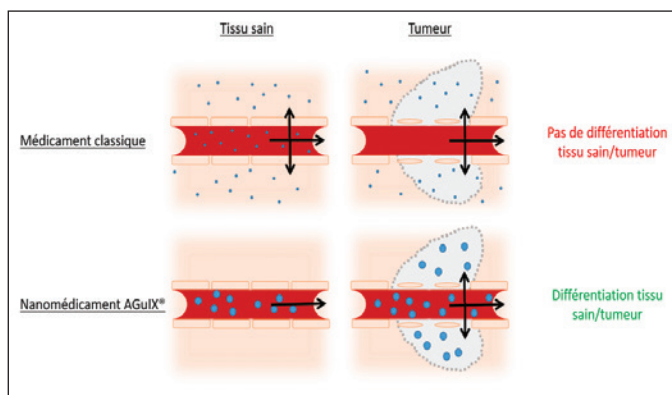 Tissu sain
Tumeur
Médicament classique
Pas de différentiation
tissu sain/tumeur
Nanomédicament AGuIX®
Différentiation tissu
sain/tumeur